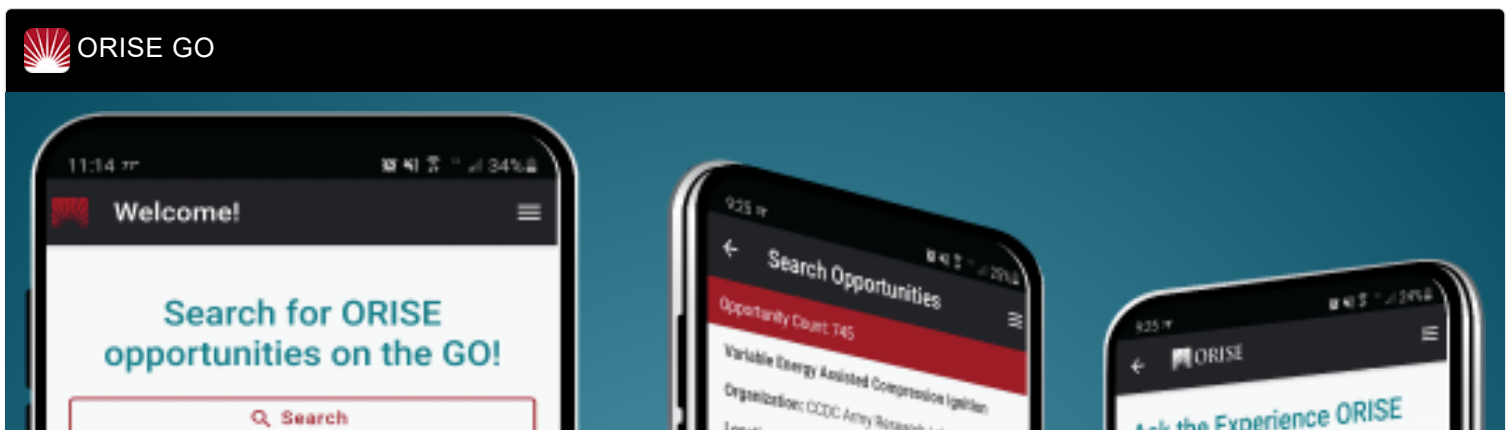 ORISE GO
11:14
34%
Welcome!
Search for ORISE
opportunities on the GO!
Search
9:25
Search Opportunities
Opportunity Count: 745
Variable Energy Assisted Compression Ignition
Organization: CCDC Army Research
9:25
ORISE
Ask the Experience ORISE